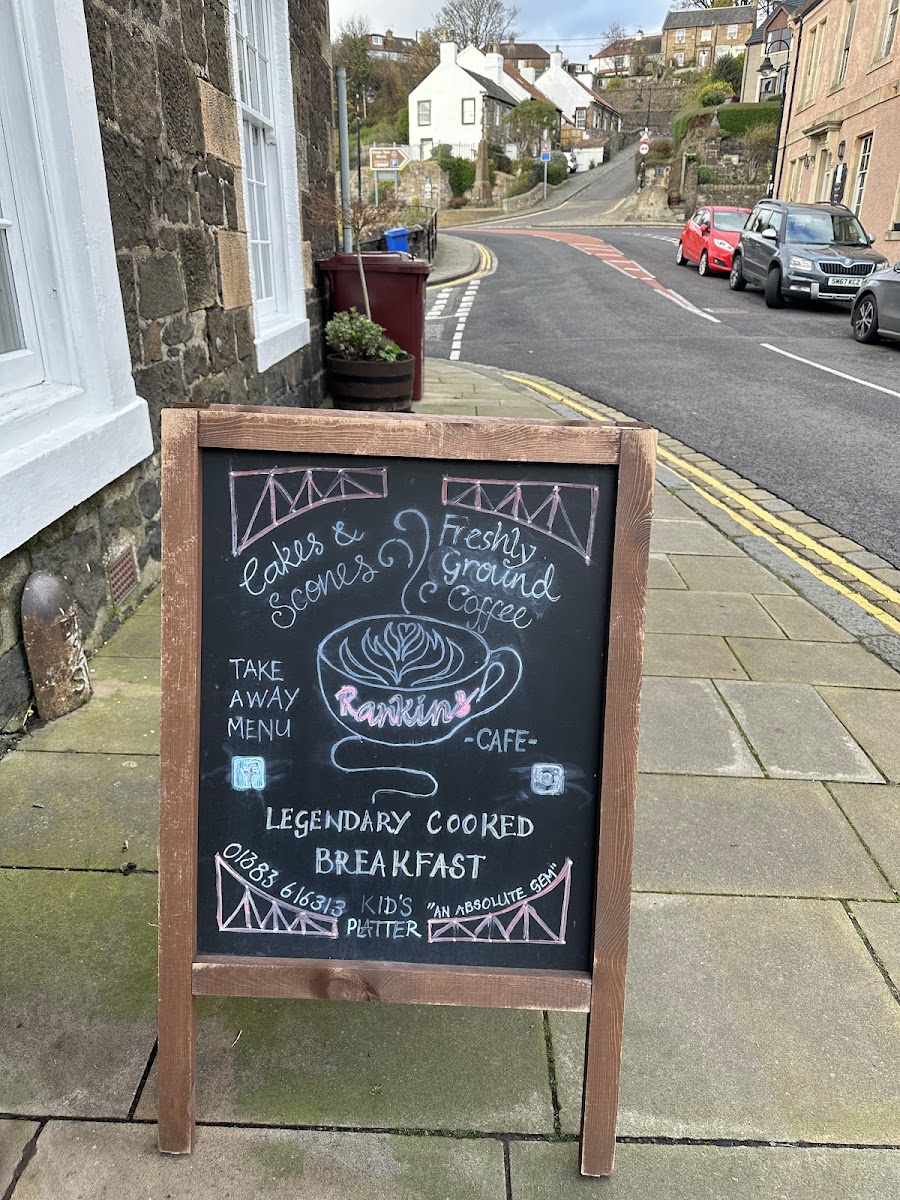 Cakes &
Scones
Freshly
Ground
Coffee
TAKE
AWAY
MENU
Rankins
-CAFE-
f
LEGENDARY COOKED
BREAKFAST
01383 616313
KID'S
PLATTER
"AN ABSOLUTE GEM"
SW67 KCZ